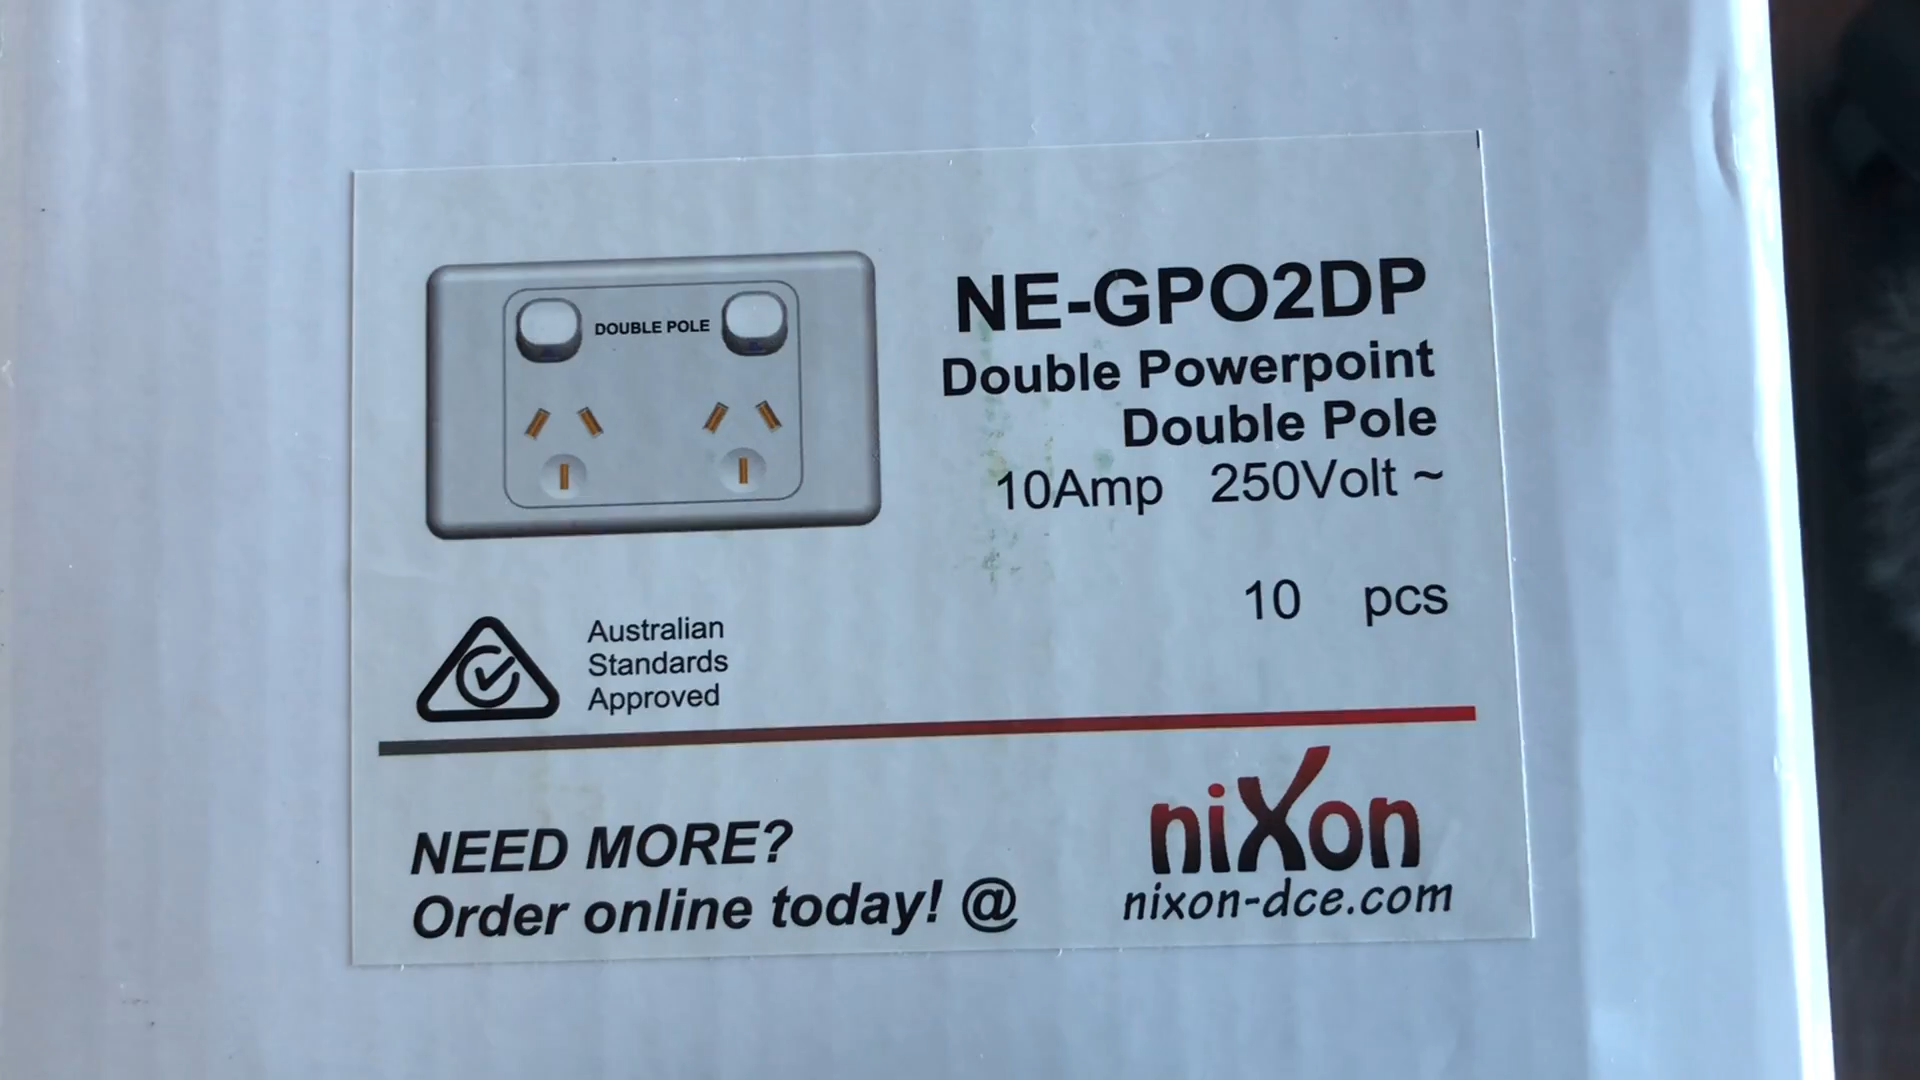 DOUBLE POLE
NE-GPO2DP
Double Powerpoint
Double Pole
10Amp 250Volt ~
10 pcs
Australian
Standards
Approved
NEED MORE?
Order online today! @
niXon
nixon-dce.com